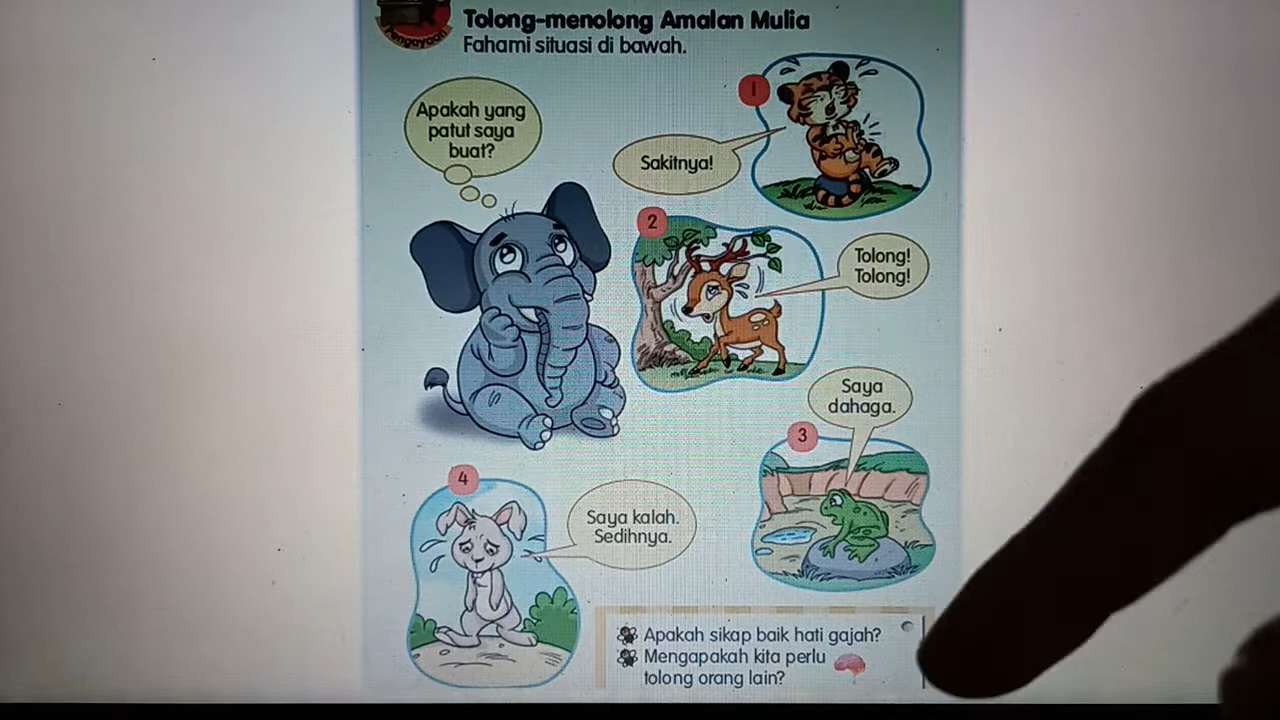 Pengayaan
Tolong-menolong Amalan Mulia
Fahami situasi di bawah.
Apakah yang
patut saya
buat?
1
Sakitnya!
2
Tolong!
Tolong!
3
Saya
dahaga.
4
Saya kalah.
Sedihnya.
Apakah sikap baik hati gajah?
Mengapakah kita perlu
tolong orang lain?